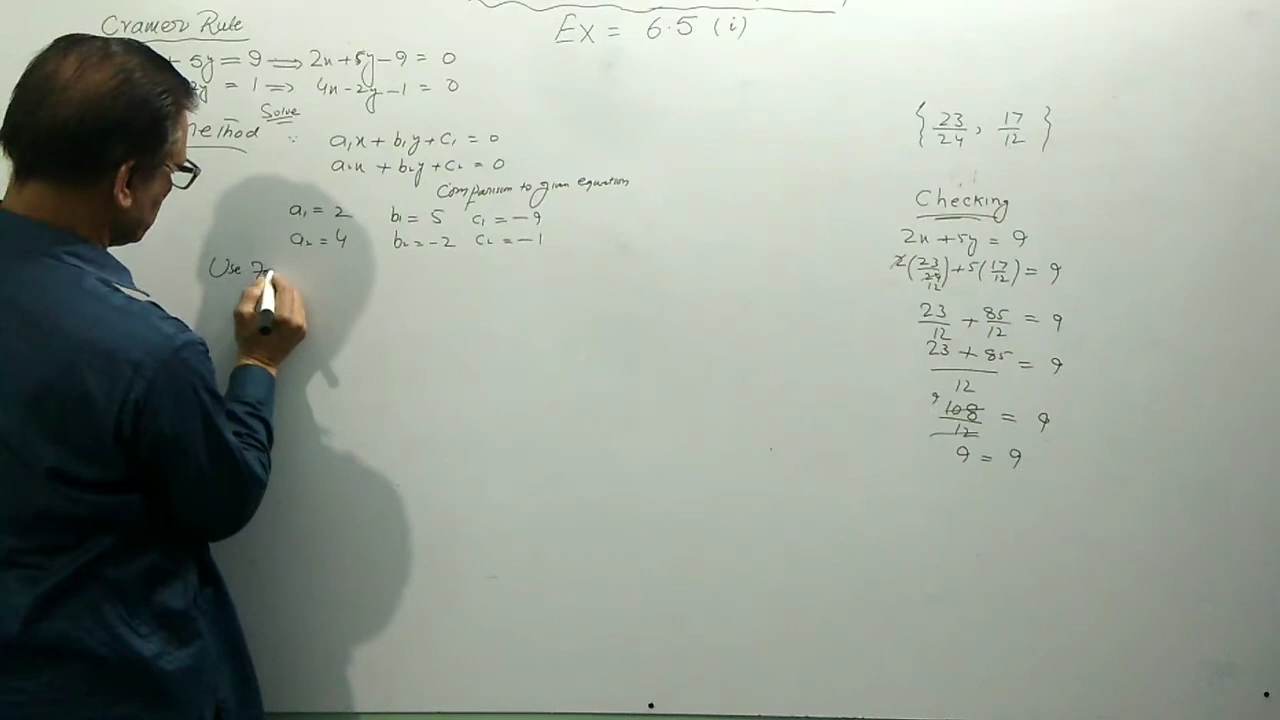 Ex = 6.5 (i)
Cramer Rule
+ 5y = 9 ⟹ 2x+5y-9 = 0
2y = 1 ⟹ 4x-2y-1 = 0
Solve
method
∵ a₁x + b₁y + c₁ = 0
a₂x + b₂y + c₂ = 0
Comparison to given equation
a₁ = 2 b₁ = 5 c₁ = -9
a₂ = 4 b₂ = -2 c₂ = -1
Use
{ 23/24 , 17/12 }
Checking
2x + 5y = 9
2(23/24) + 5(17/12) = 9
12
23/12 + 85/12 = 9
23 + 85/12 = 9
9
108/12 = 9
9 = 9